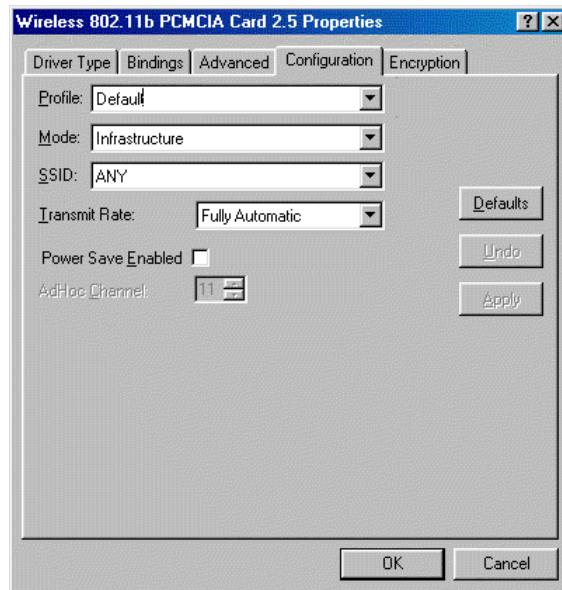 Wireless 802.11b PCMCIA Card 2.5 Properties
Driver Type Bindings Advanced Configuration Encryption
Profile: Default
Mode: Infrastructure
SSID: ANY
Transmit Rate: Fully Automatic
Defaults
Power Save Enabled
Undo
AdHoc Channel: 11
Apply
OK Cancel